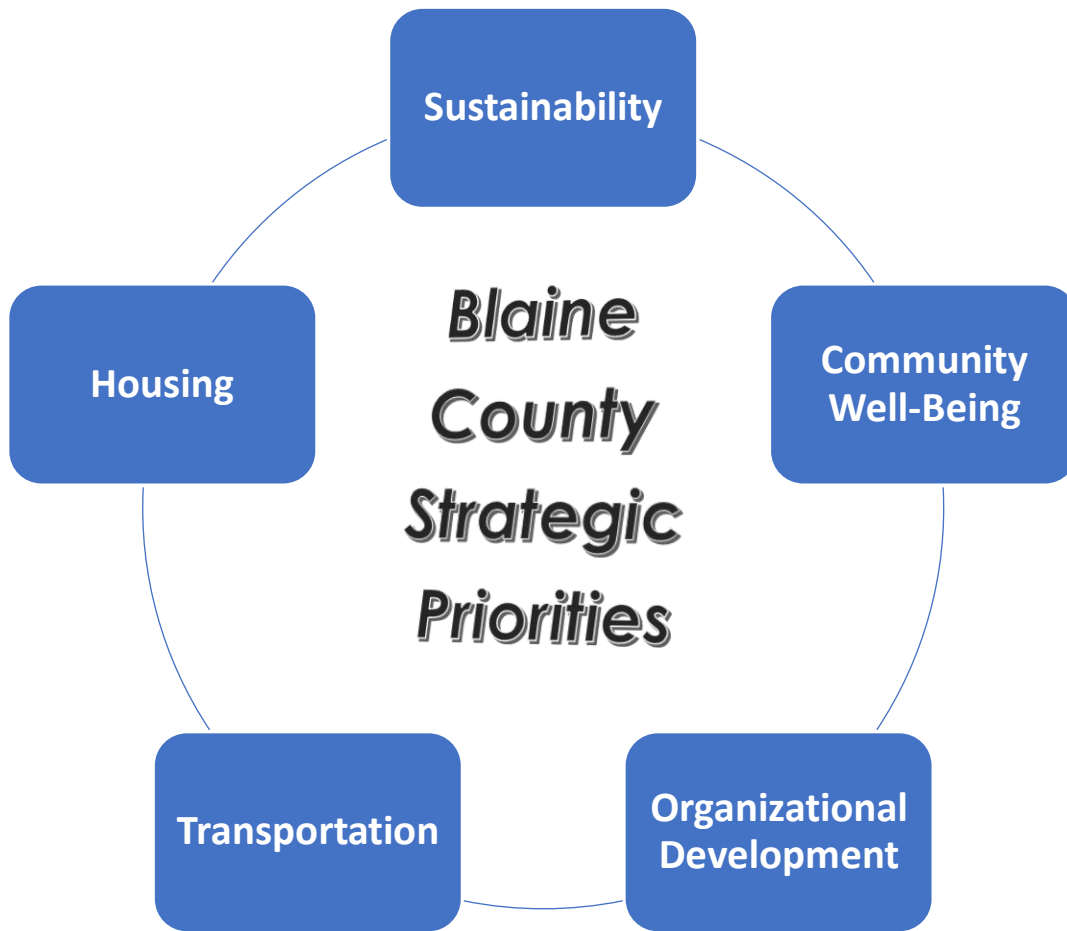 Sustainability
Community
Well-Being
Organizational
Development
Transportation
Housing
Blaine
County
Strategic
Priorities